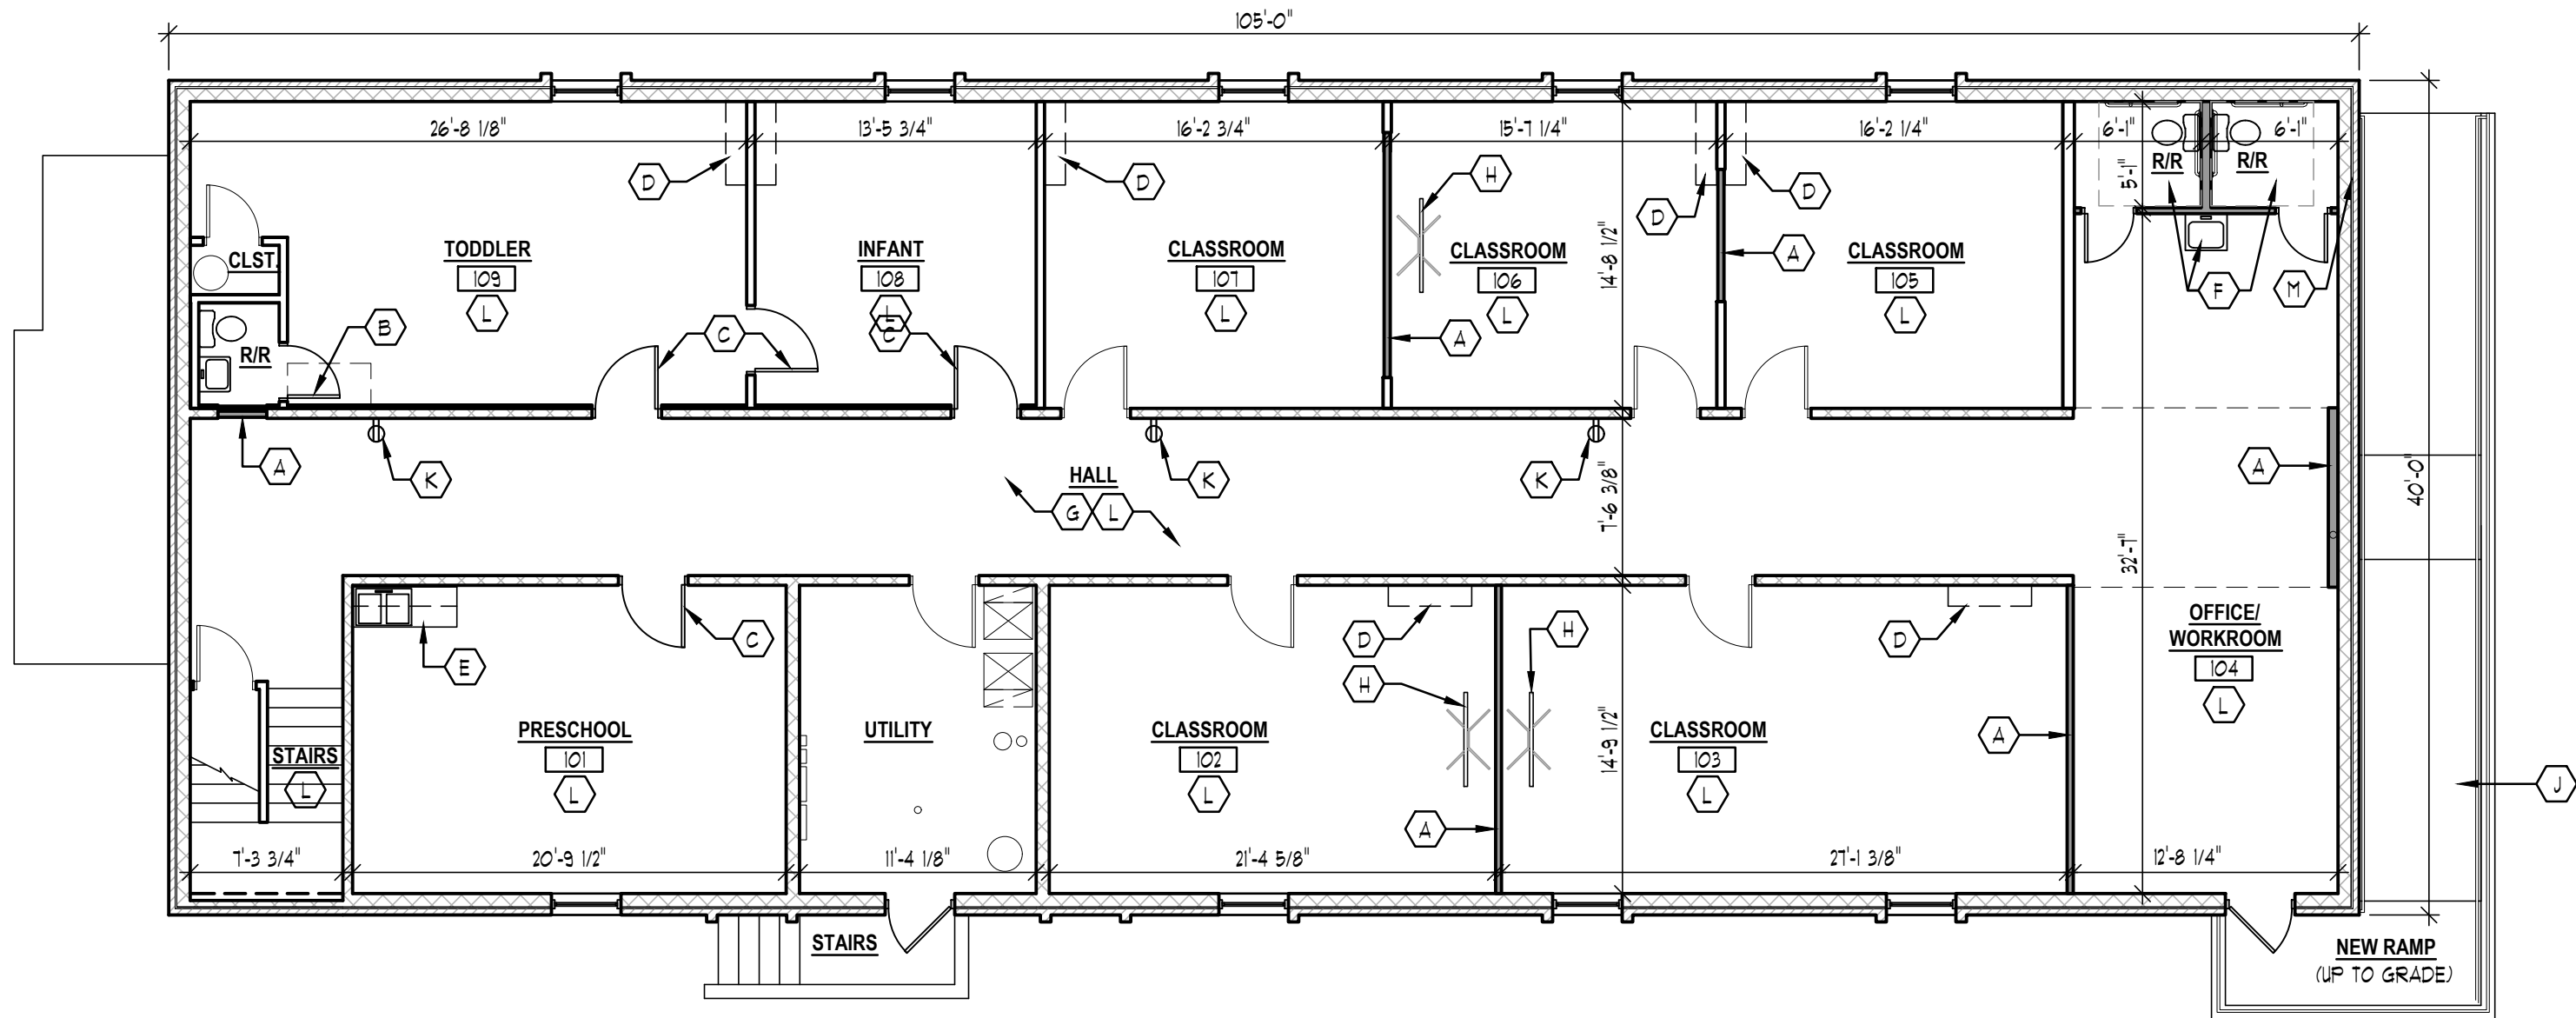 105'-0"
26'-8 1/8"
13'-5 3/4"
16'-2 3/4"
15'-7 1/4"
16'-2 1/4"
6'-1"
6'-1"
R/R
R/R
5'-1"
D
D
H
D
D
CLST.
TODDLER
109
L
INFANT
108
L
C
CLASSROOM
107
L
CLASSROOM
106
L
14'-8 1/2"
A
CLASSROOM
105
L
F
M
B
R/R
C
A
A
K
HALL
G
L
K
K
7'-6 3/8"
A
40'-0"
32'-7"
E
C
D
H
D
OFFICE/
WORKROOM
104
L
H
STAIRS
L
PRESCHOOL
101
L
UTILITY
CLASSROOM
102
L
A
14'-9 1/2"
CLASSROOM
103
L
A
J
7'-3 3/4"
20'-9 1/2"
11'-4 1/8"
21'-4 5/8"
27'-1 3/8"
12'-8 1/4"
STAIRS
NEW RAMP
(UP TO GRADE)